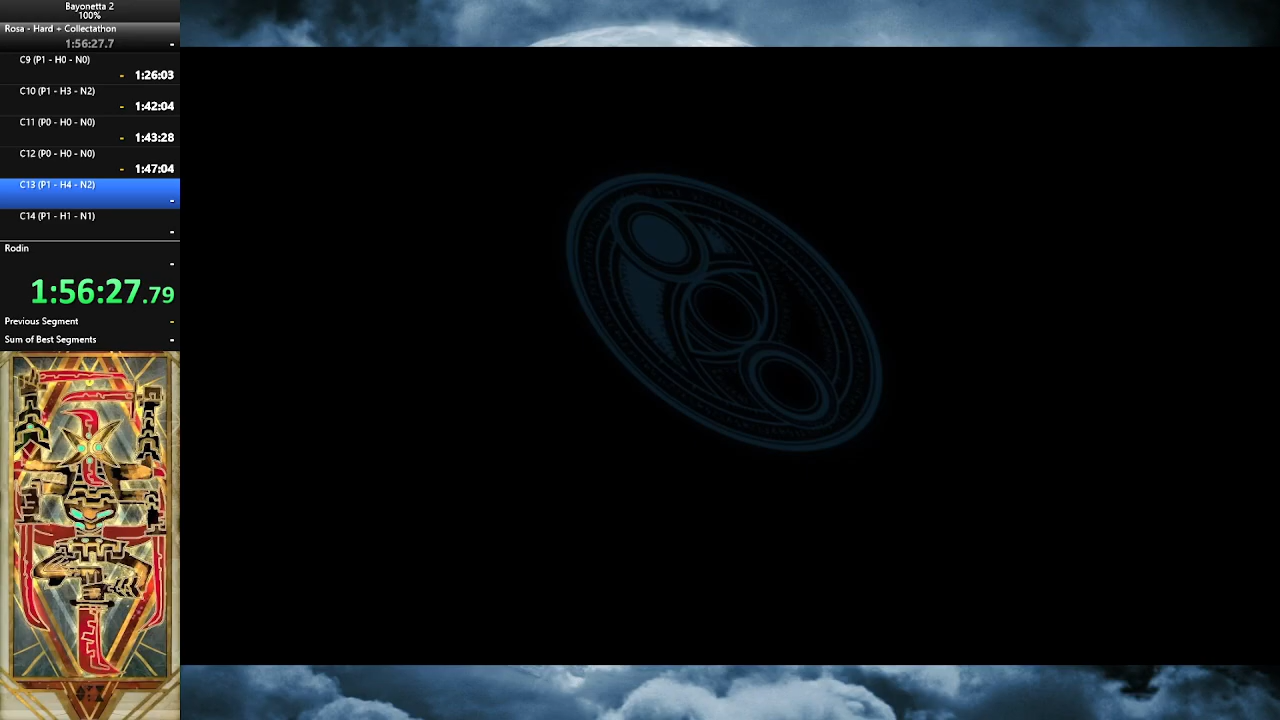 Bayonetta 2
100%
Rosa - Hard + Collectathon
1:56:27.7 -
C9 (P1 - H0 - N0)
- 1:26:03
C10 (P1 - H3 - N2)
- 1:42:04
C11 (P0 - H0 - N0)
- 1:43:28
C12 (P0 - H0 - N0)
- 1:47:04
C13 (P1 - H4 - N2)
-
C14 (P1 - H1 - N1)
-
Rodin
-
1:56:27.79
Previous Segment -
Sum of Best Segments -